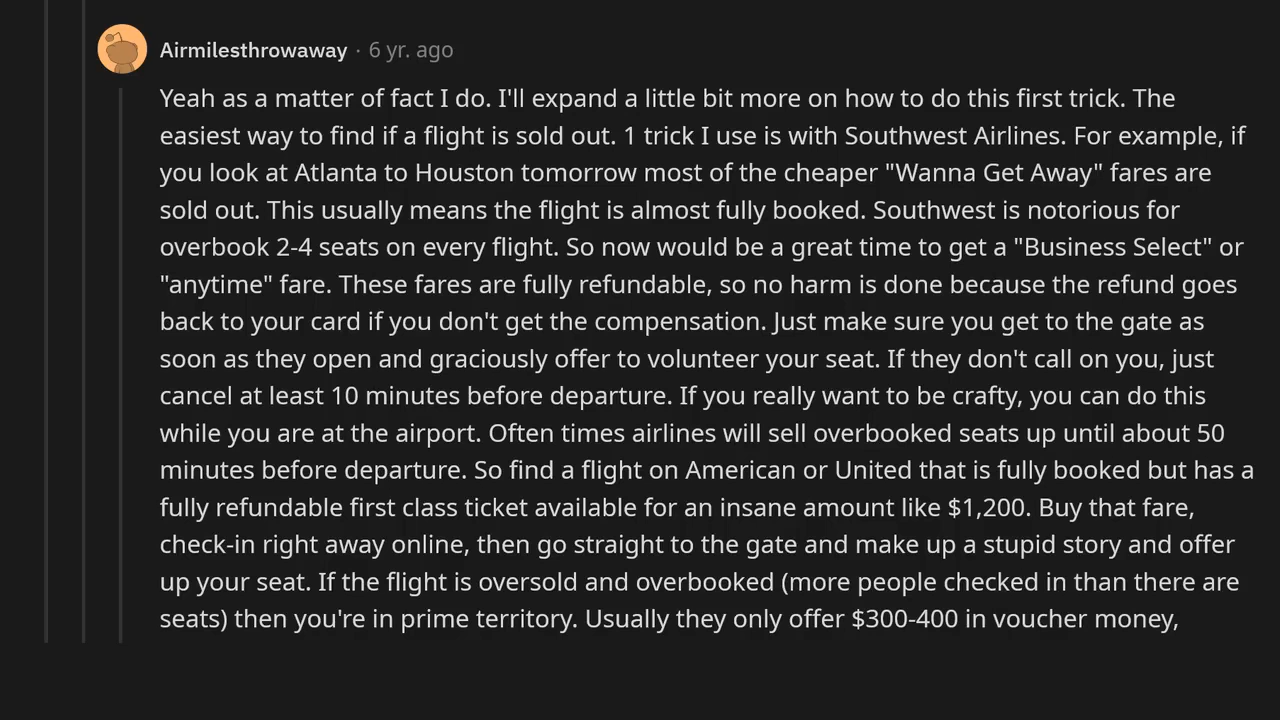 Airmilesthrowaway · 6 yr. ago
Yeah as a matter of fact I do. I'll expand a little bit more on how to do this first trick. The
easiest way to find if a flight is sold out. 1 trick I use is with Southwest Airlines. For example, if
you look at Atlanta to Houston tomorrow most of the cheaper "Wanna Get Away" fares are
sold out. This usually means the flight is almost fully booked. Southwest is notorious for
overbook 2-4 seats on every flight. So now would be a great time to get a "Business Select" or
"anytime" fare. These fares are fully refundable, so no harm is done because the refund goes
back to your card if you don't get the compensation. Just make sure you get to the gate as
soon as they open and graciously offer to volunteer your seat. If they don't call on you, just
cancel at least 10 minutes before departure. If you really want to be crafty, you can do this
while you are at the airport. Often times airlines will sell overbooked seats up until about 50
minutes before departure. So find a flight on American or United that is fully booked but has a
fully refundable first class ticket available for an insane amount like $1,200. Buy that fare,
check-in right away online, then go straight to the gate and make up a stupid story and offer
up your seat. If the flight is oversold and overbooked (more people checked in than there are
seats) then you're in prime territory. Usually they only offer $300-400 in voucher money,